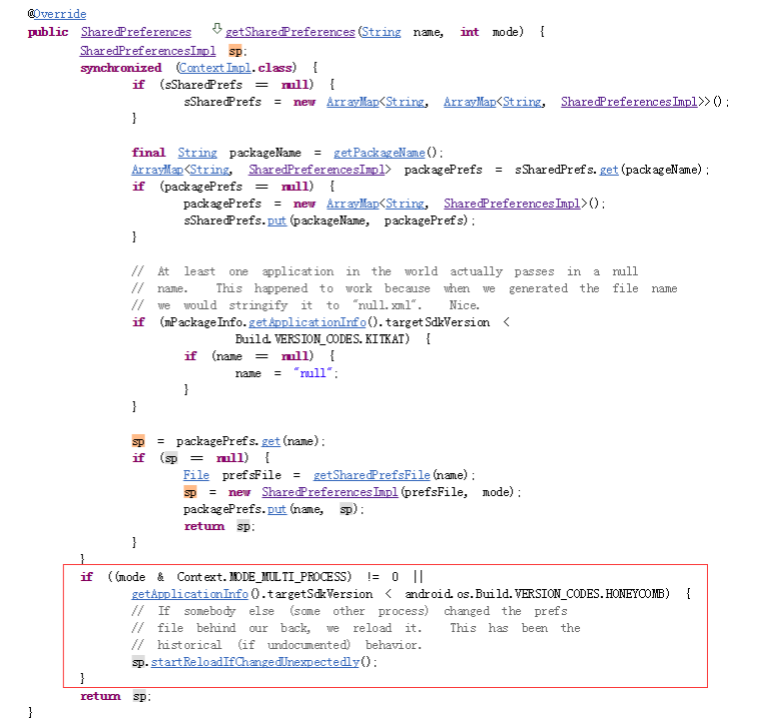 @Override
public SharedPreferences getSharedPreferences(String name, int mode) {
SharedPreferencesImpl sp;
synchronized (ContextImpl.class) {
if (sSharedPrefs == null) {
sSharedPrefs = new ArrayMap<String, ArrayMap<String, SharedPreferencesImpl>>();
}
final String packageName = getPackageName();
ArrayMap<String, SharedPreferencesImpl> packagePrefs = sSharedPrefs.get(packageName);
if (packagePrefs == null) {
packagePrefs = new ArrayMap<String, SharedPreferencesImpl>();
sSharedPrefs.put(packageName, packagePrefs);
}
// At least one application in the world actually passes in a null
// name. This happened to work because when we generated the file name
// we would stringify it to "null.xml". Nice.
if (mPackageInfo.getApplicationInfo().targetSdkVersion <
Build.VERSION_CODES.KITKAT) {
if (name == null) {
name = "null";
}
}
sp = packagePrefs.get(name);
if (sp == null) {
File prefsFile = getSharedPrefsFile(name);
sp = new SharedPreferencesImpl(prefsFile, mode);
packagePrefs.put(name, sp);
return sp;
}
}
if ((mode & Context.MODE_MULTI_PROCESS) != 0 ||
getApplicationInfo().targetSdkVersion < android.os.Build.VERSION_CODES.HONEYCOMB) {
// If somebody else (some other process) changed the prefs
// file behind our back, we reload it. This has been the
// historical (if undocumented) behavior.
sp.startReloadIfChangedUnexpectedly();
}
return sp;
}